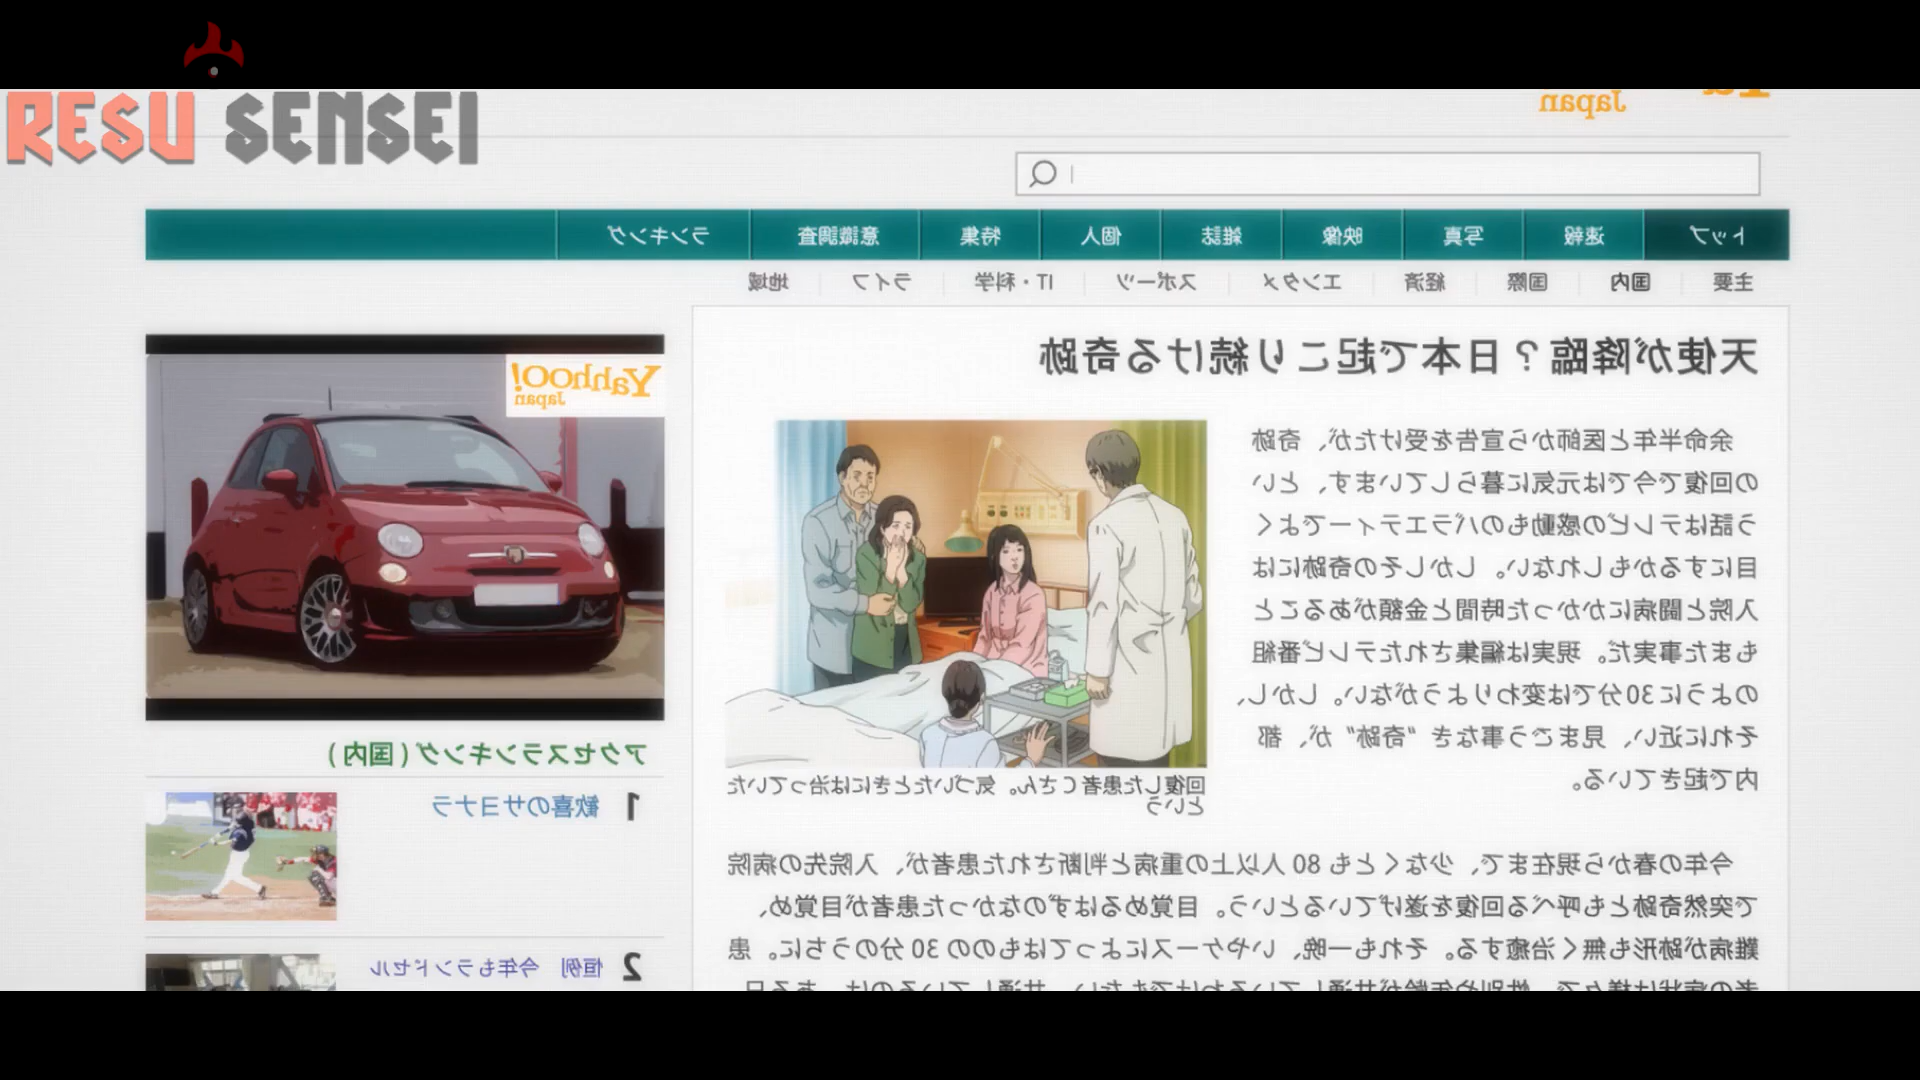 RESU SENSEI
Japan
トップ 速報 写真 映像 雑誌 個人 特集 意識調査 ランキング
主要 国内 国際 経済 エンタメ スポーツ IT・科学 ライフ 地域
天使が降臨？日本で起こり続ける奇跡
余命半年と医師から宣告を受けたが、奇跡
の回復で今では元気に暮らしています、とい
う話はテレビの感動ものバラエティーでよく
目にするかもしれない。しかしその奇跡には
入院と闘病にかかった時間と金額があること
もまた事実だ。現実は編集されたテレビ番組
のように30分では変わりようがない。しかし、
それに近い、見まごう事なき “奇跡” が、都
内で起きている。
回復した患者Cさん。気づいたときには治っていた
という
今年の春から現在まで、少なくとも 80 人以上の重病と判断された患者が、入院先の病院
で突然奇跡とも呼べる回復を遂げているという。目覚めるはずのなかった患者が目覚め、
難病が跡形も無く治癒する。それも一晩、いやケースによってはものの 30 分のうちに。患
Yahoo!
Japan
アクセスランキング ( 国内 )
1 歓喜のサヨナラ
2 恒例 今年もランドセル